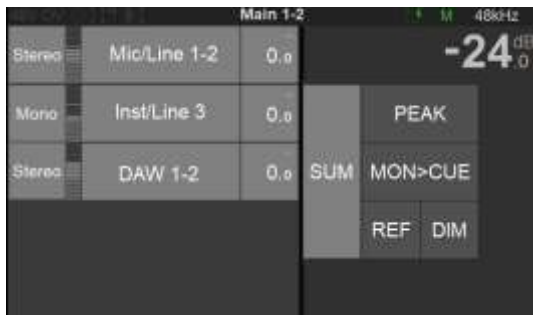 Main 1-2 M 48kHz
Stereo Mic/Line 1-2 0.0
-24.0 dB
Mono Inst/Line 3 0.0
PEAK
Stereo DAW 1-2 0.0
SUM MON>CUE
REF DIM